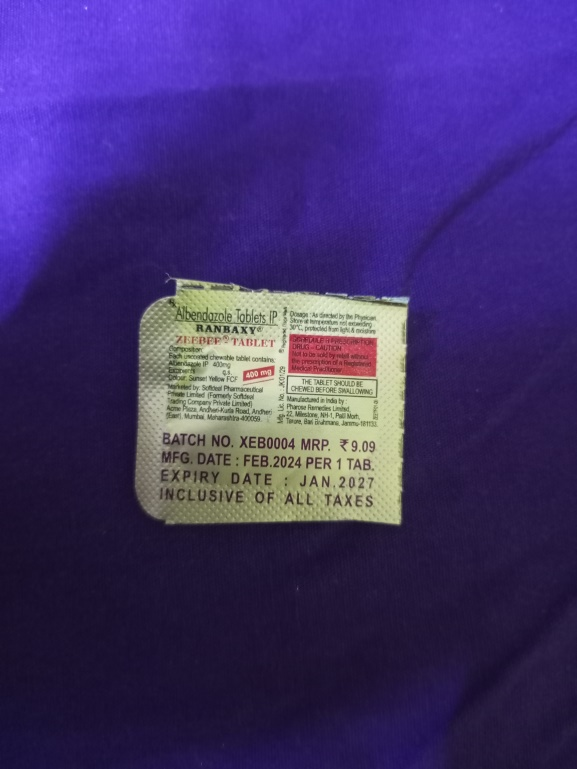 Albendazole Tablets IP
RANBAXY®
ZEEBEE® TABLET
Composition:
Each uncoated chewable tablet contains:
Albendazole IP 400mg
Excipients q.s.
Colour: Sunset Yellow FCF
400 mg
Marketed by: Softdeal Pharmaceutical
Private Limited (Formerly Softdeal
Trading Company Private Limited)
Acme Plaza, Andheri-Kurla Road, Andheri
(East), Mumbai, Maharashtra-400059.
Dosage : As directed by the Physician.
Store at temperature not exceeding
30°C, protected from light & moisture
SCHEDULE H PRESCRIPTION
DRUG - CAUTION
Not to be sold by retail without
the prescription of a Registered
Medical Practitioner
THE TABLET SHOULD BE
CHEWED BEFORE SWALLOWING
Manufactured in India by :
Pharose Remedies Limited,
22, Milestone, NH-1, Patli Morh,
Bari Brahmana, Jammu-181133.
BATCH NO. XEB0004 MRP. ₹9.09
MFG. DATE : FEB.2024 PER 1 TAB.
EXPIRY DATE : JAN.2027
INCLUSIVE OF ALL TAXES